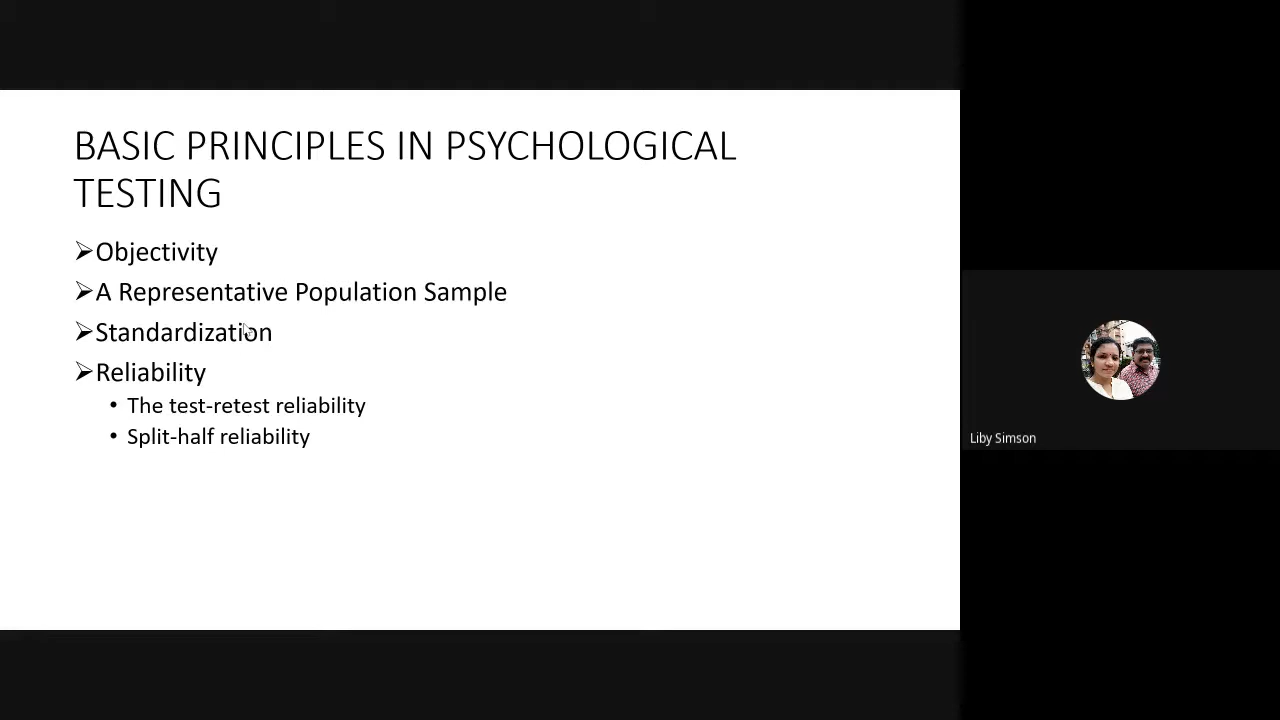 BASIC PRINCIPLES IN PSYCHOLOGICAL
TESTING
➢Objectivity
➢A Representative Population Sample
➢Standardization
➢Reliability
• The test-retest reliability
• Split-half reliability
Liby Simson